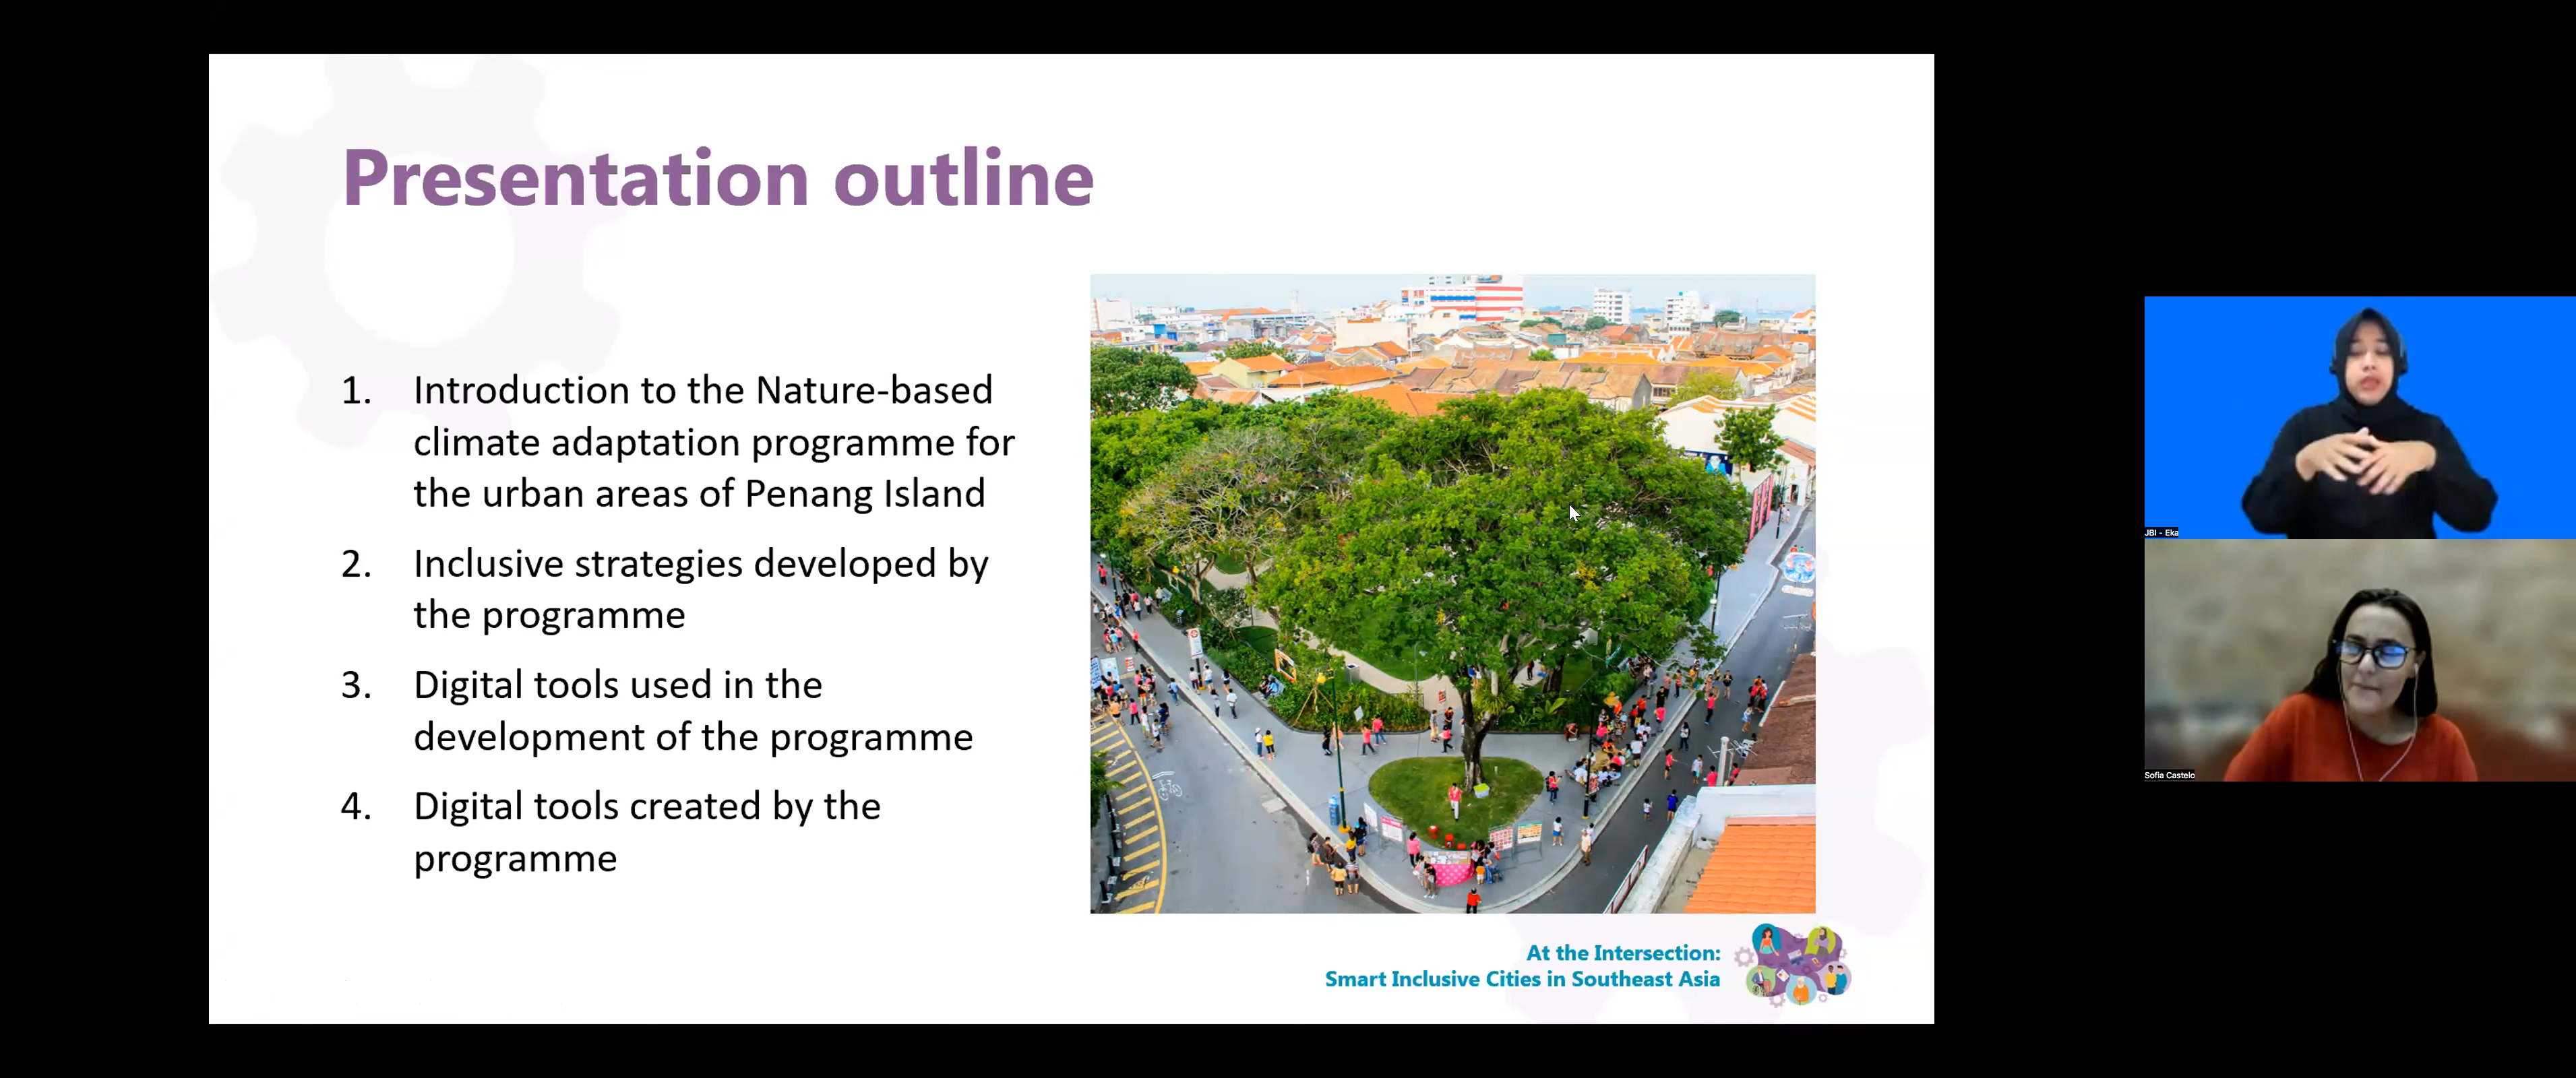 Presentation outline
1. Introduction to the Nature-based
climate adaptation programme for
the urban areas of Penang Island
2. Inclusive strategies developed by
the programme
3. Digital tools used in the
development of the programme
4. Digital tools created by the
programme
At the Intersection:
Smart Inclusive Cities in Southeast Asia
JBI - Eka
Sofia Castelo